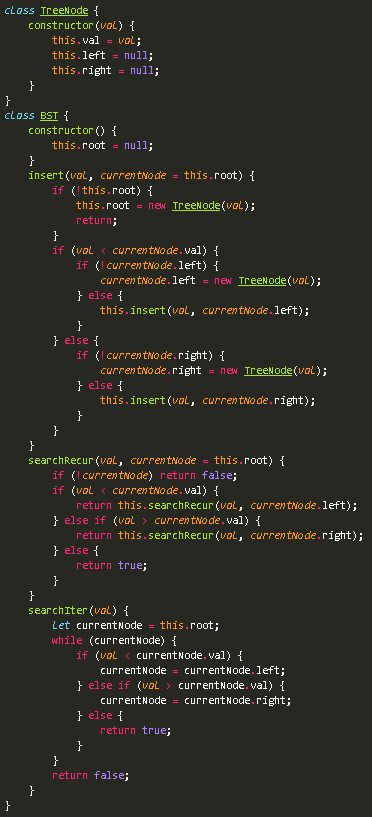 class TreeNode {
    constructor(val) {
        this.val = val;
        this.left = null;
        this.right = null;
    }
}
class BST {
    constructor() {
        this.root = null;
    }
    insert(val, currentNode = this.root) {
        if (!this.root) {
            this.root = new TreeNode(val);
            return;
        }
        if (val < currentNode.val) {
            if (!currentNode.left) {
                currentNode.left = new TreeNode(val);
            } else {
                this.insert(val, currentNode.left);
            }
        } else {
            if (!currentNode.right) {
                currentNode.right = new TreeNode(val);
            } else {
                this.insert(val, currentNode.right);
            }
        }
    }
    searchRecur(val, currentNode = this.root) {
        if (!currentNode) return false;
        if (val < currentNode.val) {
            return this.searchRecur(val, currentNode.left);
        } else if (val > currentNode.val) {
            return this.searchRecur(val, currentNode.right);
        } else {
            return true;
        }
    }
    searchIter(val) {
        let currentNode = this.root;
        while (currentNode) {
            if (val < currentNode.val) {
                currentNode = currentNode.left;
            } else if (val > currentNode.val) {
                currentNode = currentNode.right;
            } else {
                return true;
            }
        }
        return false;
    }
}